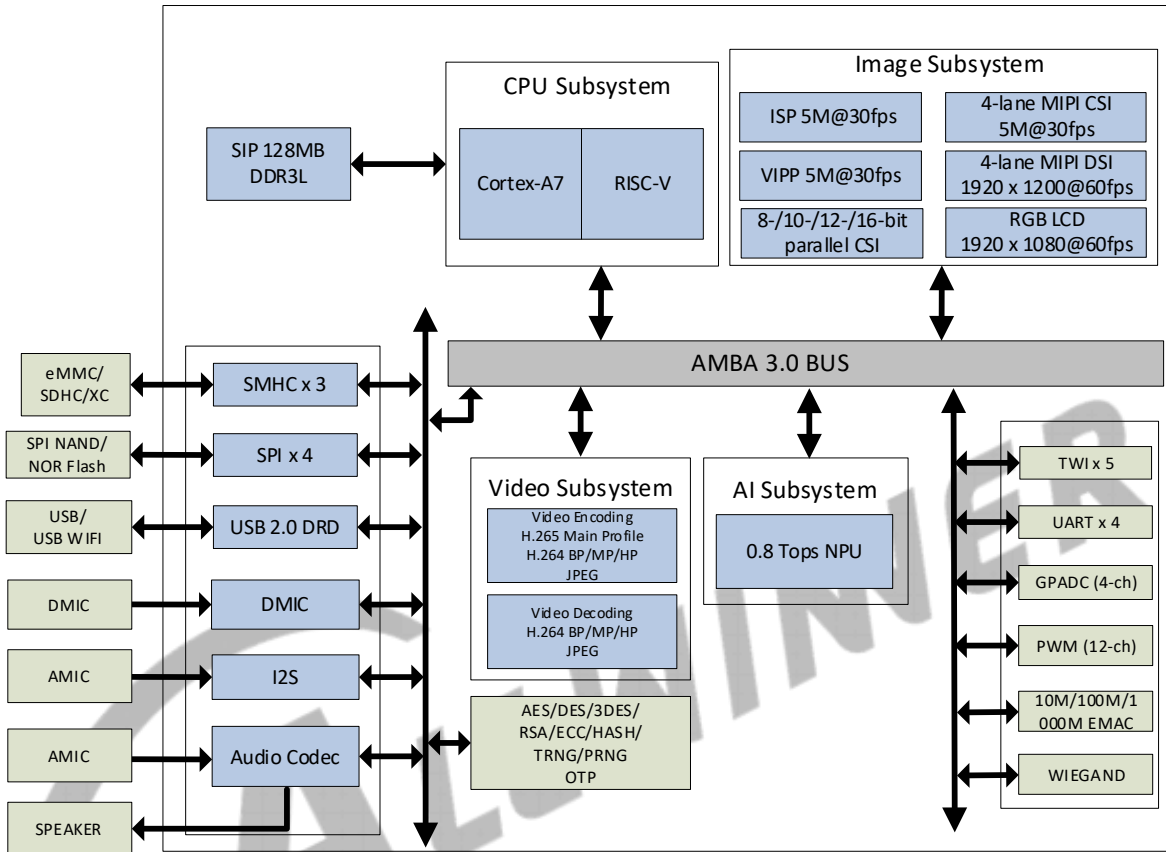 CPU Subsystem
Cortex-A7
RISC-V
SIP 128MB
DDR3L
Image Subsystem
ISP 5M@30fps
4-lane MIPI CSI
5M@30fps
VIPP 5M@30fps
4-lane MIPI DSI
1920 x 1200@60fps
8-/10-/12-/16-bit
parallel CSI
RGB LCD
1920 x 1080@60fps
AMBA 3.0 BUS
eMMC/
SDHC/XC
SMHC x 3
SPI NAND/
NOR Flash
SPI x 4
USB/
USB WIFI
USB 2.0 DRD
DMIC
DMIC
AMIC
I2S
AMIC
Audio Codec
SPEAKER
Video Subsystem
Video Encoding
H.265 Main Profile
H.264 BP/MP/HP
JPEG
Video Decoding
H.264 BP/MP/HP
JPEG
AES/DES/3DES/
RSA/ECC/HASH/
TRNG/PRNG
OTP
AI Subsystem
0.8 Tops NPU
TWI x 5
UART x 4
GPADC (4-ch)
PWM (12-ch)
10M/100M/1
000M EMAC
WIEGAND
ALLWINNER